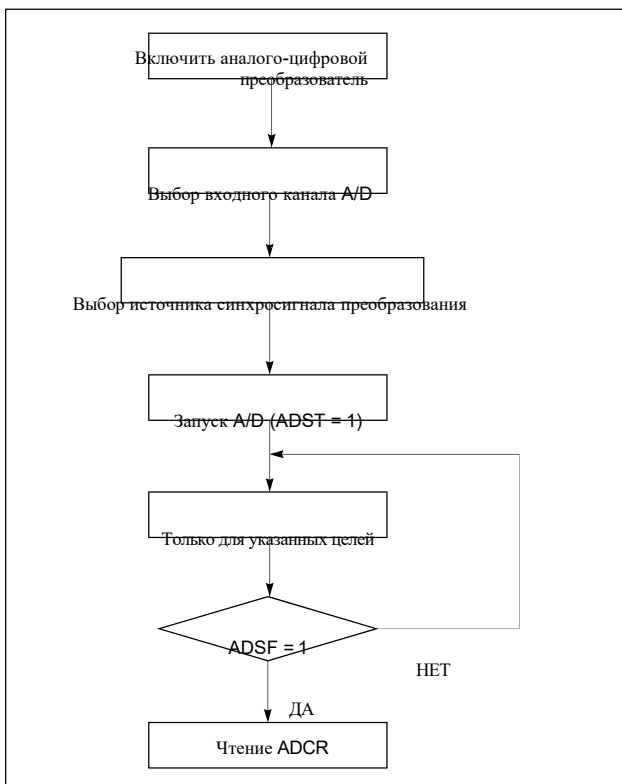 Включить аналого-цифровой
преобразователь
Выбор входного канала A/D
Выбор источника синхросигнала преобразования
Запуск A/D (ADST = 1)
Только для указанных целей
ADSF = 1
НЕТ
ДА
Чтение ADCR